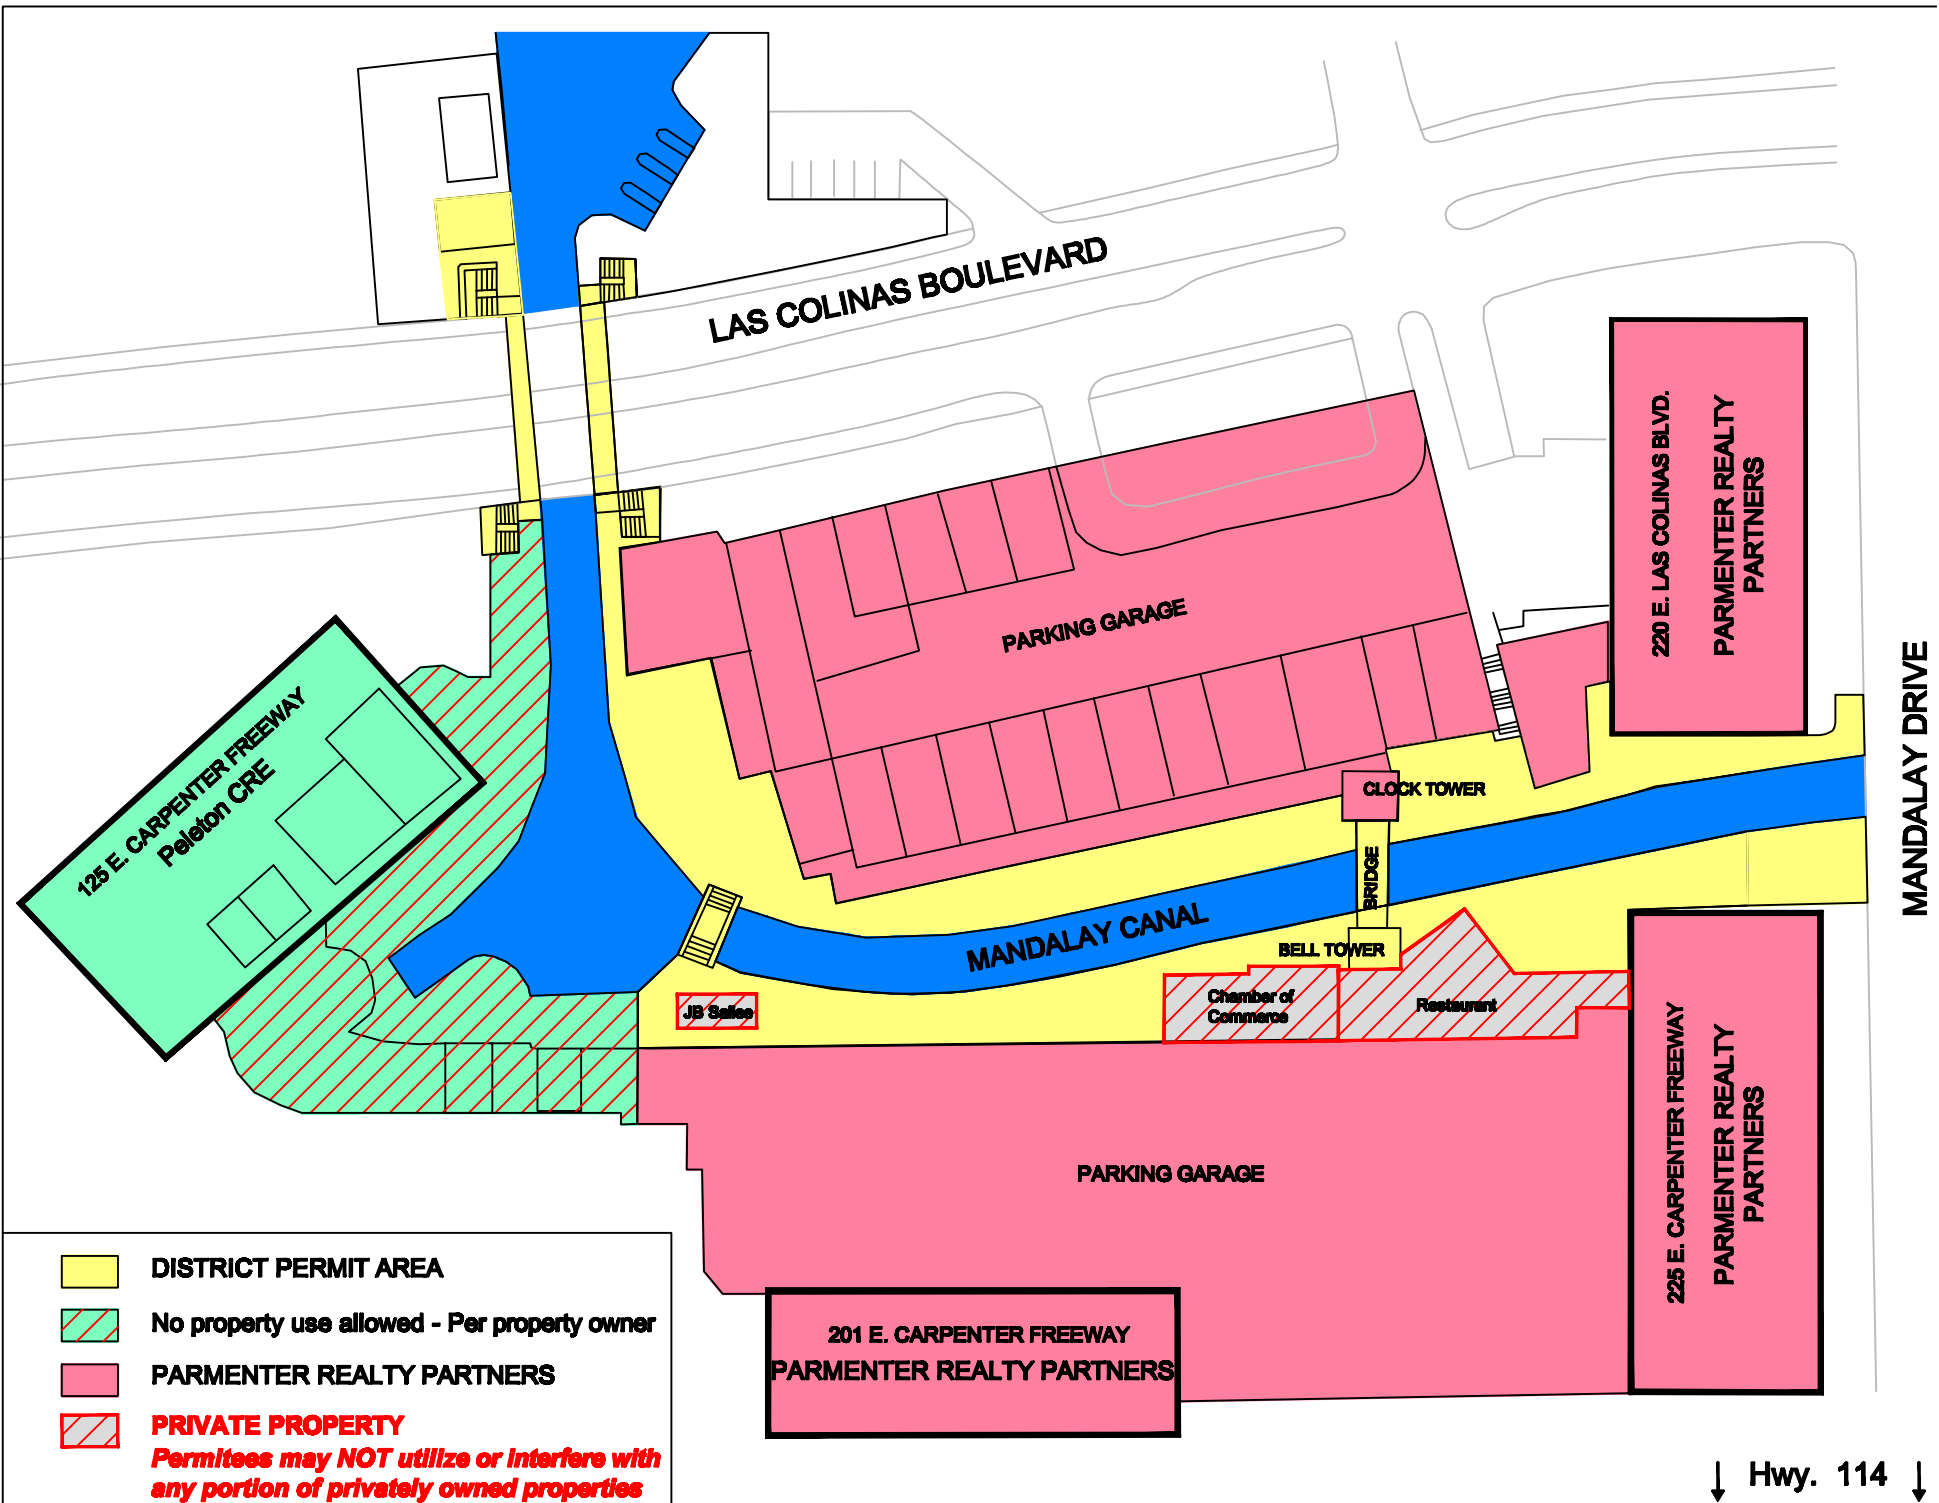 LAS COLINAS BOULEVARD
220 E. LAS COLINAS BLVD.
PARMENTER REALTY
PARTNERS
PARKING GARAGE
MANDALAY DRIVE
125 E. CARPENTER FREEWAY
Peleton CRE
CLOCK TOWER
BRIDGE
MANDALAY CANAL
BELL TOWER
JB Sallee
Chamber of
Commerce
Restaurant
225 E. CARPENTER FREEWAY
PARMENTER REALTY
PARTNERS
PARKING GARAGE
201 E. CARPENTER FREEWAY
PARMENTER REALTY PARTNERS
DISTRICT PERMIT AREA
No property use allowed - Per property owner
PARMENTER REALTY PARTNERS
PRIVATE PROPERTY
Permitees may NOT utilize or interfere with
any portion of privately owned properties
Hwy. 114